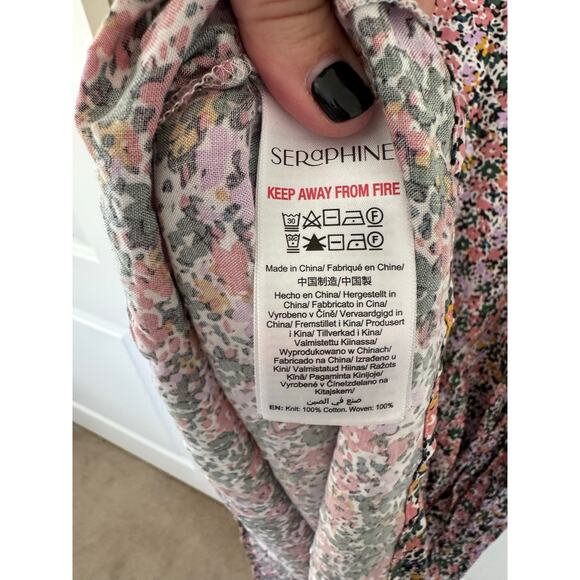 SERaPHINE
KEEP AWAY FROM FIRE
30
Made in China/ Fabriqué en Chine/
中国制造/中国製
Hecho en China/ Hergestellt in
China/ Fabbricato in Cina/
Vyrobeno v Číně/ Vervaardigd in
China/ Fremstillet i Kina/ Produsert
i Kina/ Tillverkad i Kina/
Valmistettu Kiinassa/
Wyprodukowano w Chinach/
Fabricado na China/ Izrađeno u
Kini/ Valmistatud Hiinas/ Ražots
Ķīnā/ Pagaminta Kinijoje/
Vyrobené v Číne/Izdelano na
Kitajskem/
صنع في الصين
EN: Knit: 100% Cotton. Woven: 100%